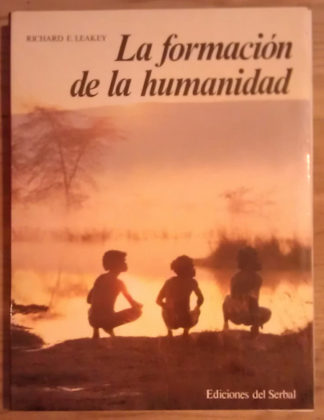 RICHARD E. LEAKEY
La formación
de la humanidad
Ediciones del Serbal